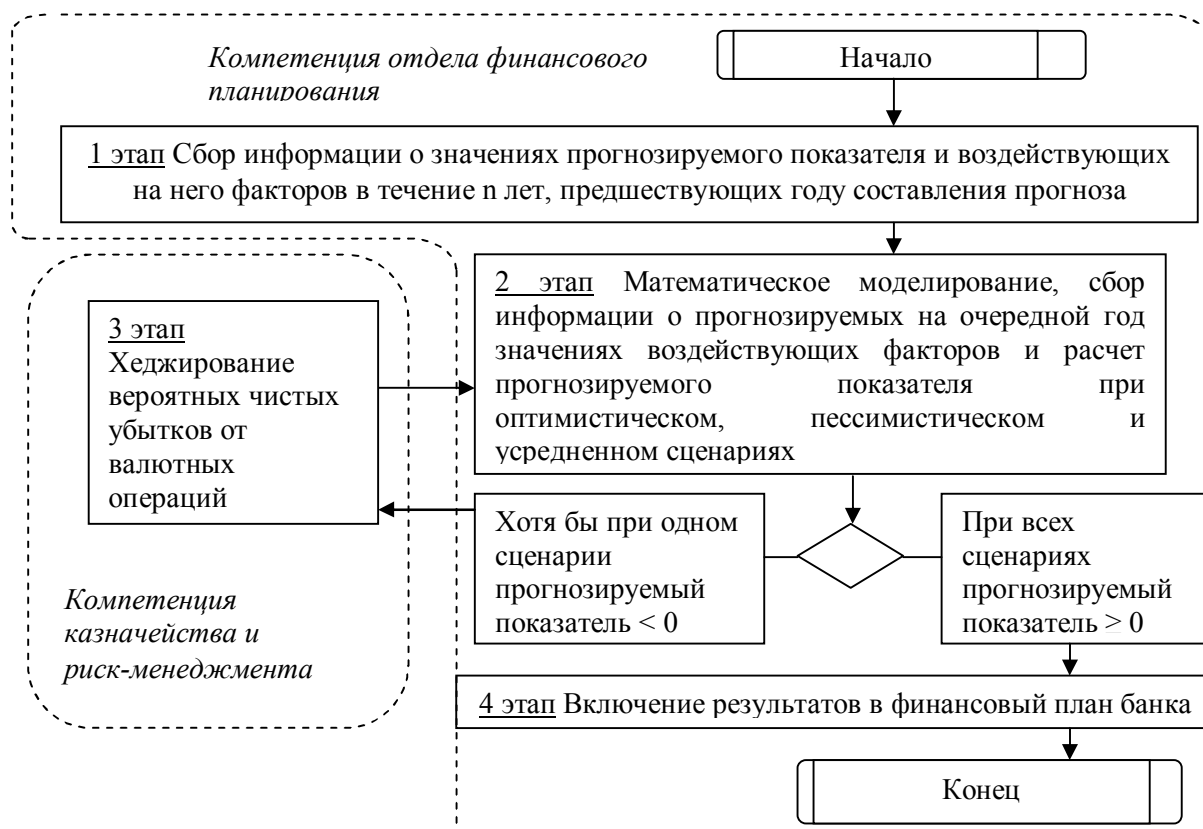 Компетенция отдела финансового
планирования
Начало
1 этап Сбор информации о значениях прогнозируемого показателя и воздействующих
на него факторов в течение n лет, предшествующих году составления прогноза
2 этап Математическое моделирование, сбор
информации о прогнозируемых на очередной год
значениях воздействующих факторов и расчет
прогнозируемого показателя при
оптимистическом, пессимистическом и
усредненном сценариях
3 этап
Хеджирование
вероятных чистых
убытков от
валютных
операций
Хотя бы при одном
сценарии
прогнозируемый
показатель < 0
При всех
сценариях
прогнозируемый
показатель ≥ 0
Компетенция
казначейства и
риск-менеджмента
4 этап Включение результатов в финансовый план банка
Конец